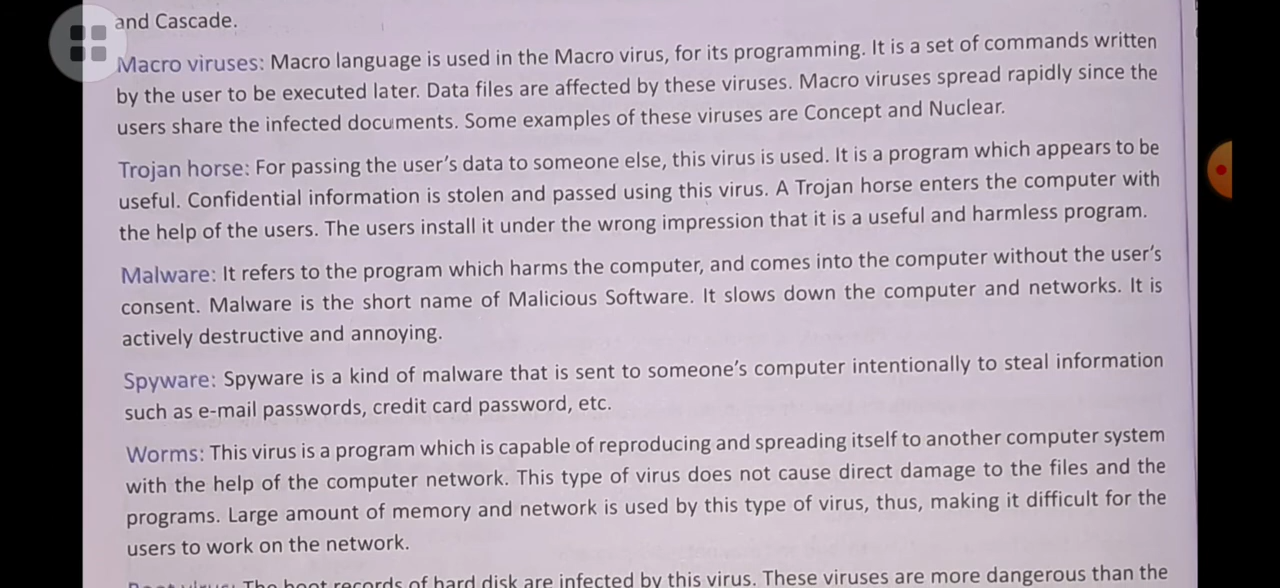 and Cascade.
Macro viruses: Macro language is used in the Macro virus, for its programming. It is a set of commands written
by the user to be executed later. Data files are affected by these viruses. Macro viruses spread rapidly since the
users share the infected documents. Some examples of these viruses are Concept and Nuclear.
Trojan horse: For passing the user's data to someone else, this virus is used. It is a program which appears to be
useful. Confidential information is stolen and passed using this virus. A Trojan horse enters the computer with
the help of the users. The users install it under the wrong impression that it is a useful and harmless program.
Malware: It refers to the program which harms the computer, and comes into the computer without the user's
consent. Malware is the short name of Malicious Software. It slows down the computer and networks. It is
actively destructive and annoying.
Spyware: Spyware is a kind of malware that is sent to someone's computer intentionally to steal information
such as e-mail passwords, credit card password, etc.
Worms: This virus is a program which is capable of reproducing and spreading itself to another computer system
with the help of the computer network. This type of virus does not cause direct damage to the files and the
programs. Large amount of memory and network is used by this type of virus, thus, making it difficult for the
users to work on the network.
The boot records of hard disk are infected by this virus. These viruses are more dangerous than the